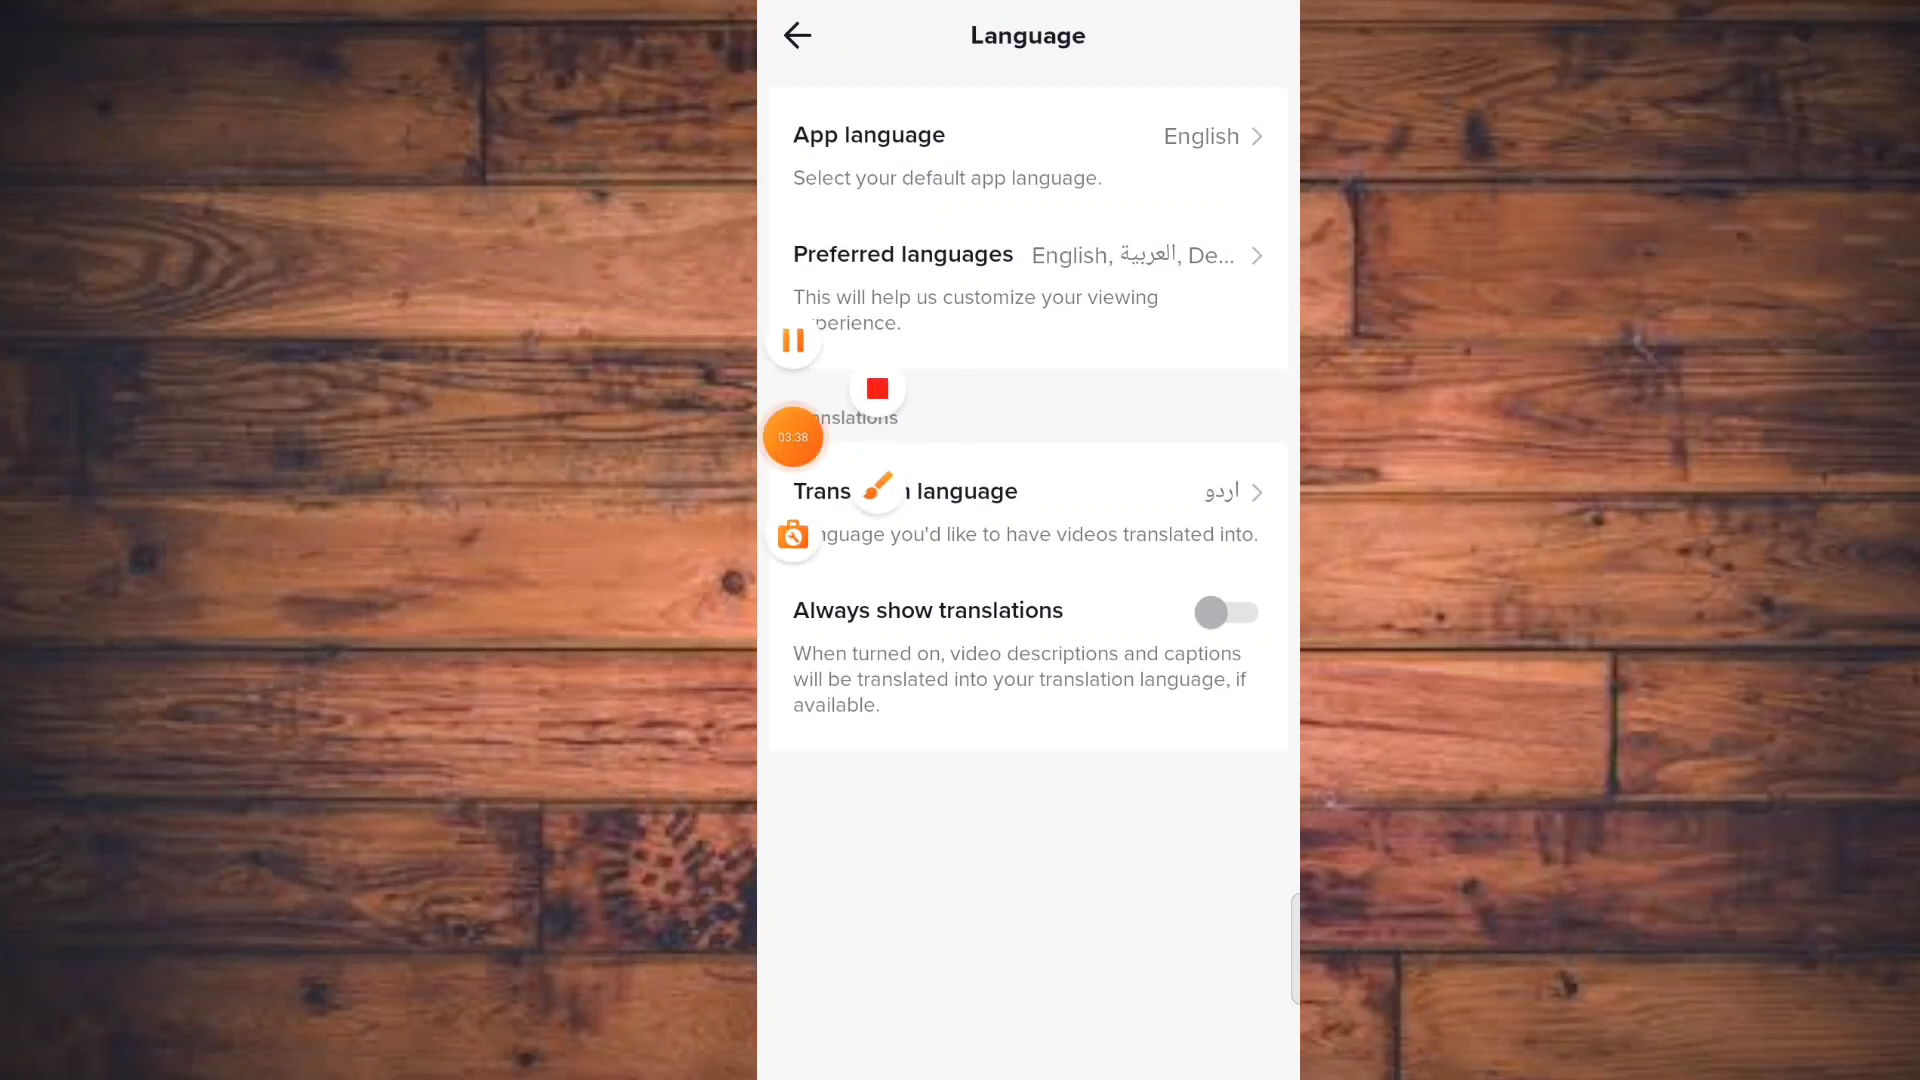 Language
App language English
Select your default app language.
Preferred languages English, العربية, De...
This will help us customize your viewing
perience.
anslations
03:38
Trans n language اردو
nguage you'd like to have videos translated into.
Always show translations
When turned on, video descriptions and captions
will be translated into your translation language, if
available.